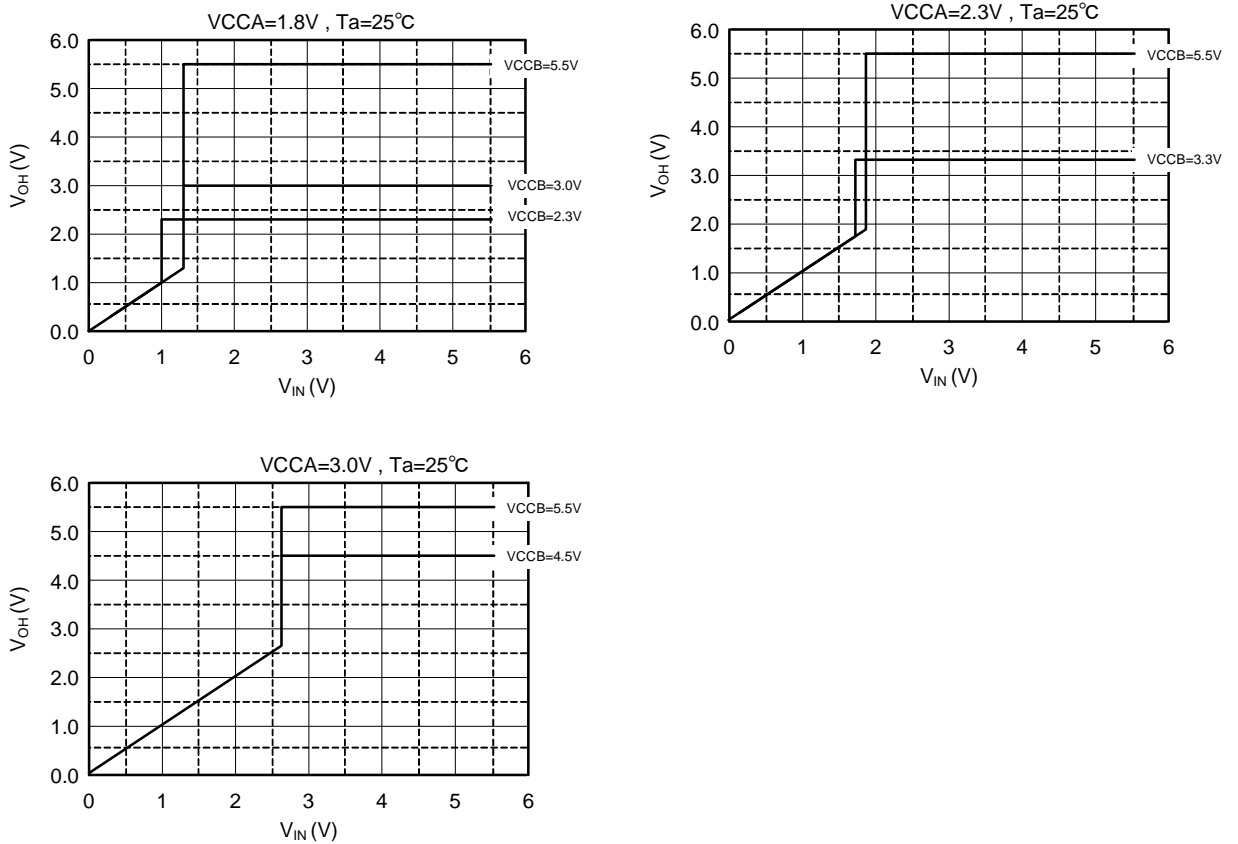 VCCA=1.8V , Ta=25℃
6.0
5.0
4.0
3.0
2.0
1.0
0.0
VOH (V)
VCCB=5.5V
VCCB=3.0V
VCCB=2.3V
0 1 2 3 4 5 6
VIN (V)
VCCA=2.3V , Ta=25℃
6.0
5.0
4.0
3.0
2.0
1.0
0.0
VOH (V)
VCCB=5.5V
VCCB=3.3V
0 1 2 3 4 5 6
VIN (V)
VCCA=3.0V , Ta=25℃
6.0
5.0
4.0
3.0
2.0
1.0
0.0
VOH (V)
VCCB=5.5V
VCCB=4.5V
0 1 2 3 4 5 6
VIN (V)